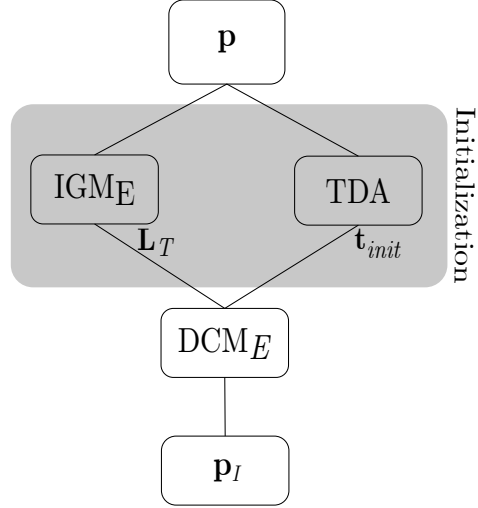 p
IGM_E
TDA
L_T
t_init
Initialization
DCM_E
p_I